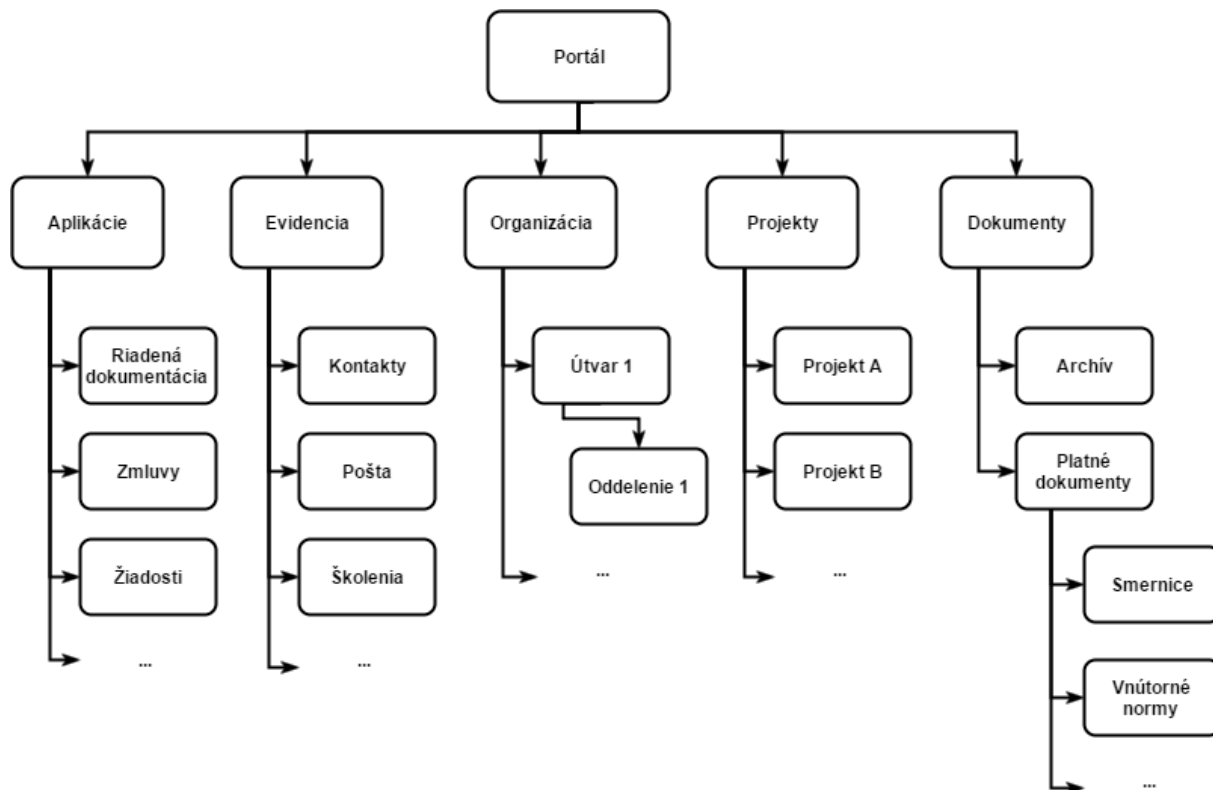 Portál
Aplikácie
Evidencia
Organizácia
Projekty
Dokumenty
Riadená
dokumentácia
Kontakty
Útvar 1
Projekt A
Archív
Zmluvy
Pošta
Oddelenie 1
Projekt B
Platné
dokumenty
Žiadosti
Školenia
...
...
Smernice
...
...
Vnútorné
normy
...